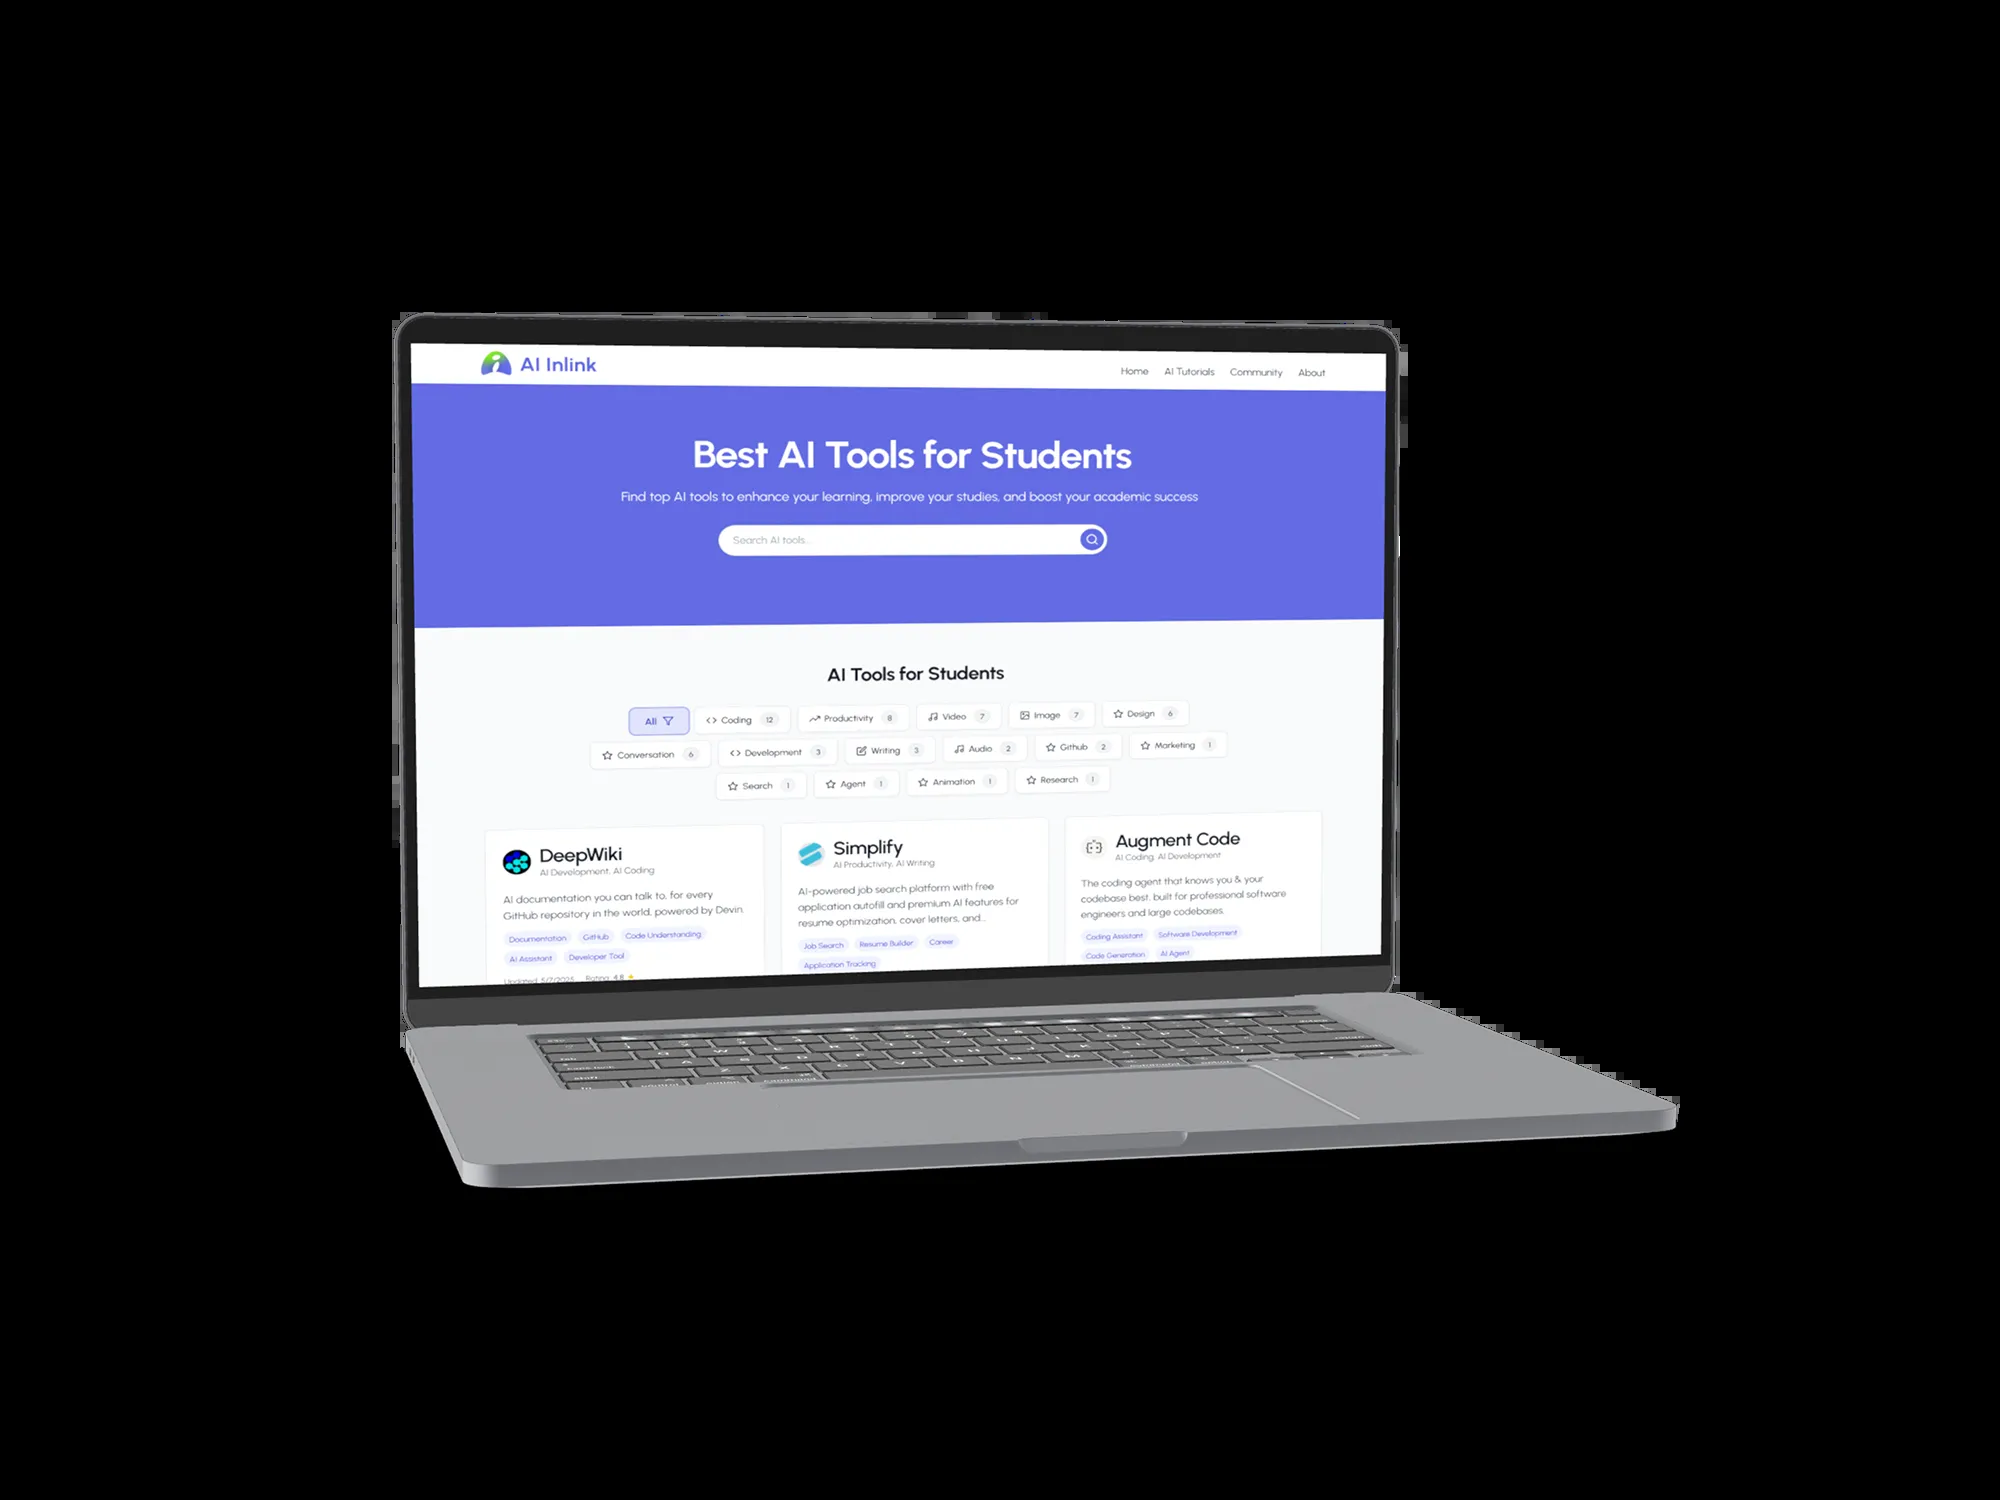 AI Inlink
Home AI Tutorials Community About
Best AI Tools for Students
Find top AI tools to enhance your learning, improve your studies, and boost your academic success
Search AI tools...
AI Tools for Students
All Coding 12 Productivity 8 Video 7 Image 7 Design 6
Conversation 6 Development 3 Writing 3 Audio 2 Github 2 Marketing 1
Search 1 Agent 1 Animation 1 Research 1
DeepWiki
AI Development, AI Coding
AI documentation you can talk to, for every
GitHub repository in the world, powered by Devin.
Documentation GitHub Code Understanding
AI Assistant Developer Tool
Updated: 5/7/2025 Rating: 4.8
Simplify
AI Productivity, AI Writing
AI-powered job search platform with free
application autofill and premium AI features for
resume optimization, cover letters, and...
Job Search Resume Builder Career
Application Tracking
Augment Code
AI Coding, AI Development
The coding agent that knows you & your
codebase best, built for professional software
engineers and large codebases.
Coding Assistant Software Development
Code Generation AI Agent